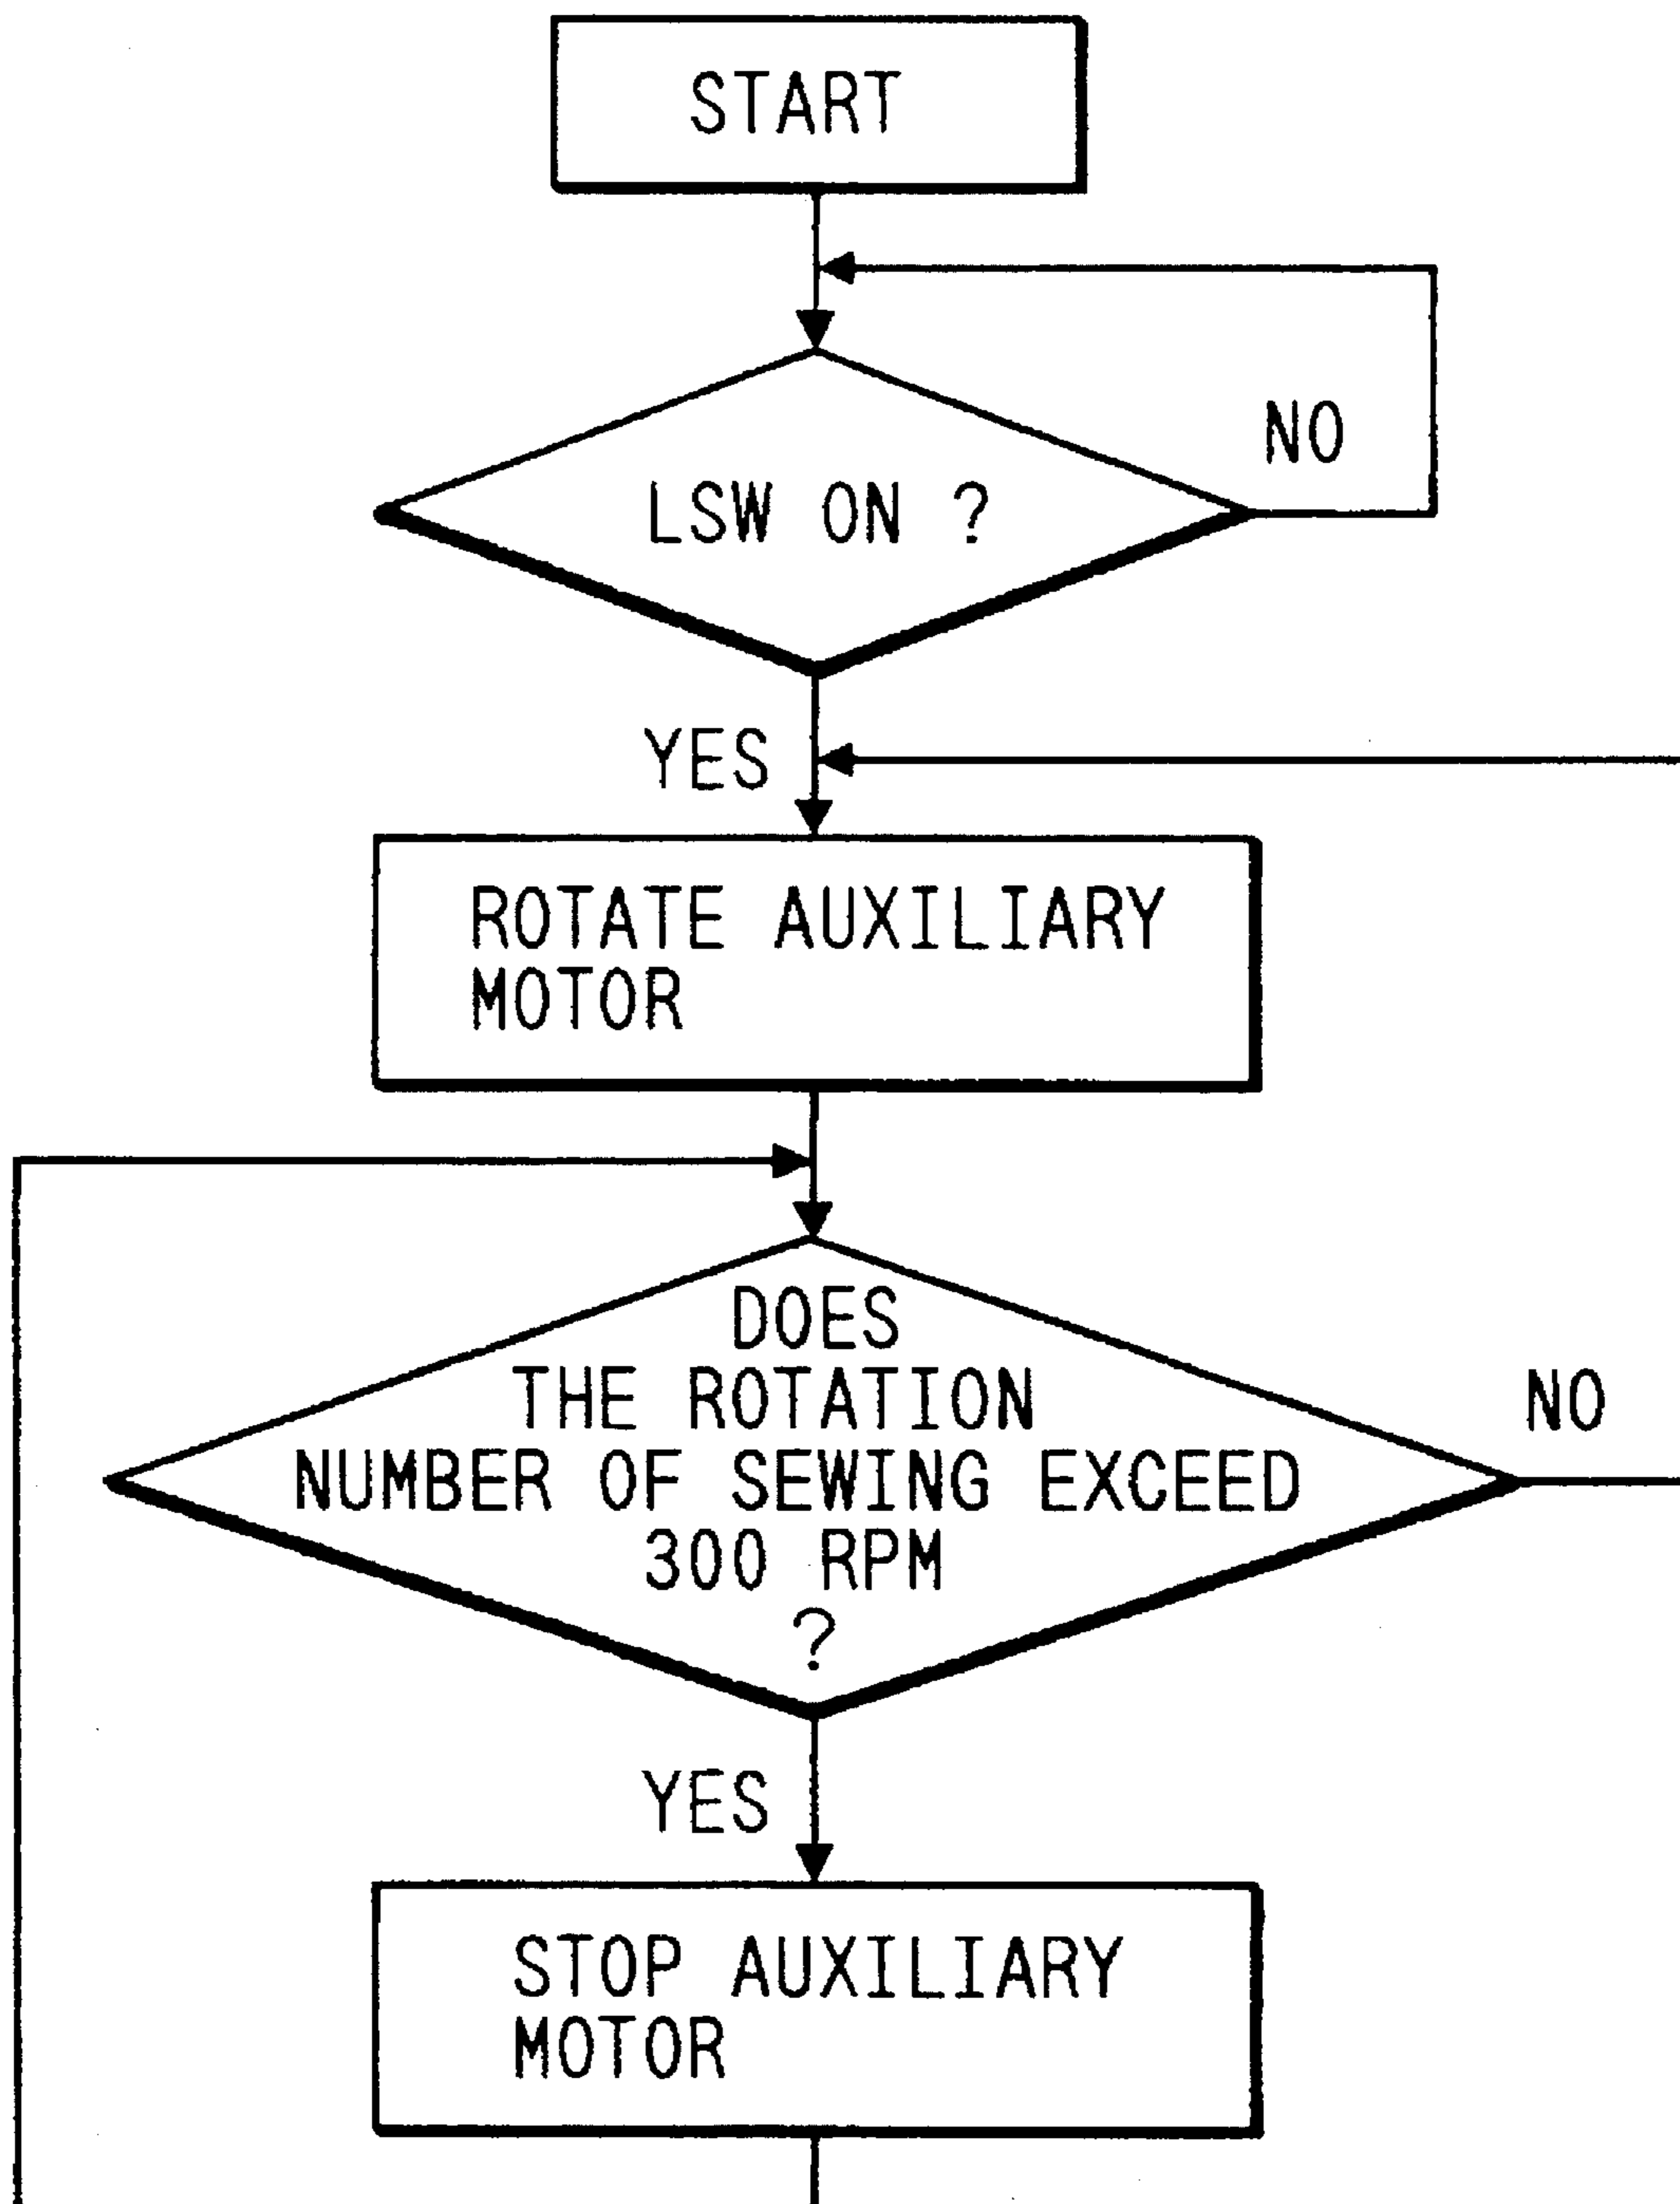 START
NO
LSW ON ?
YES
ROTATE AUXILIARY
MOTOR
DOES
THE ROTATION
NO
NUMBER OF SEWING EXCEED
300 RPM
?
YES
STOP AUXILIARY
MOTOR